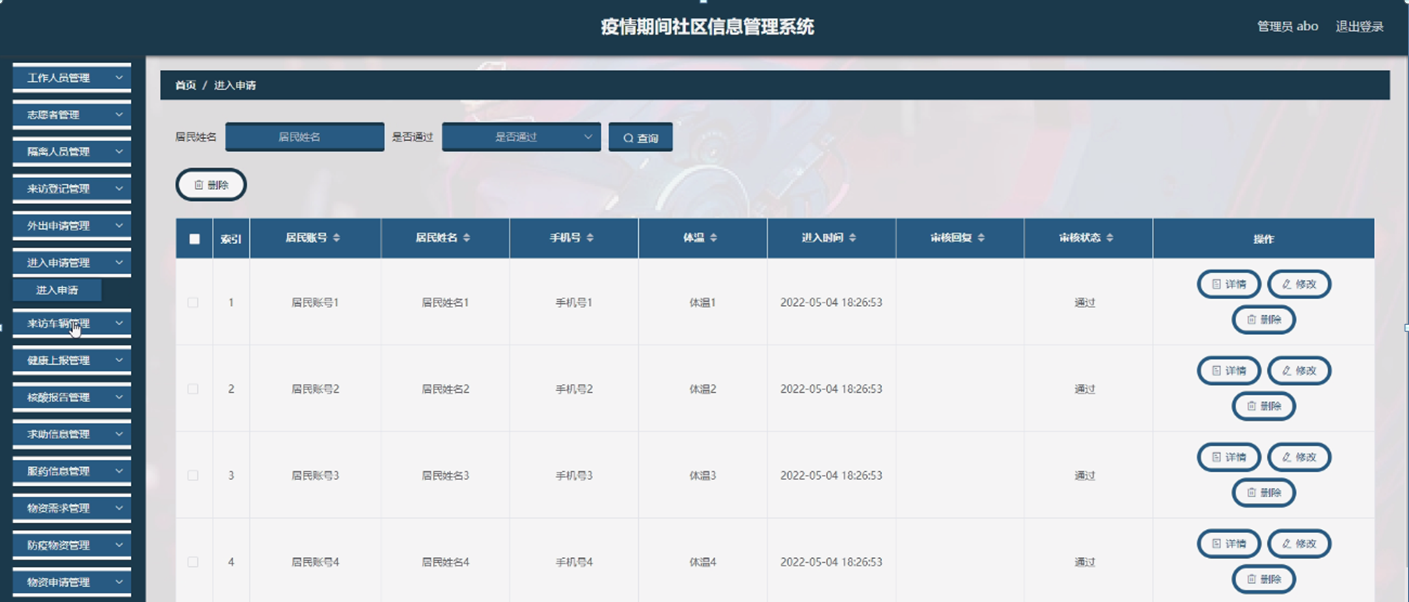 疫情期间社区信息管理系统
管理员 abo 退出登录
工作人员管理
志愿者管理
隔离人员管理
来访登记管理
外出申请管理
进入申请管理
进入申请
来访车辆管理
健康上报管理
核酸报告管理
求助信息管理
服药信息管理
物资需求管理
防疫物资管理
物资申请管理
首页 / 进入申请
居民姓名 居民姓名 是否通过 是否通过 查询
删除
索引 居民账号 居民姓名 手机号 体温 进入时间 审核回复 审核状态 操作
1 居民账号1 居民姓名1 手机号1 体温1 2022-05-04 18:26:53 通过 详情 修改
删除
2 居民账号2 居民姓名2 手机号2 体温2 2022-05-04 18:26:53 通过 详情 修改
删除
3 居民账号3 居民姓名3 手机号3 体温3 2022-05-04 18:26:53 通过 详情 修改
删除
4 居民账号4 居民姓名4 手机号4 体温4 2022-05-04 18:26:53 通过 详情 修改
删除